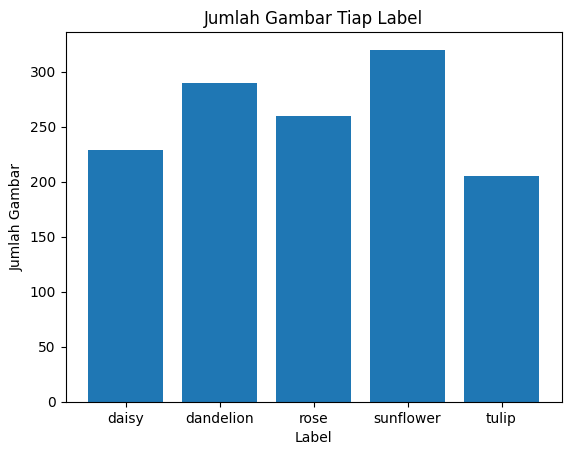 Jumlah Gambar Tiap Label
Jumlah Gambar
300
250
200
150
100
50
0
daisy dandelion rose sunflower tulip
Label